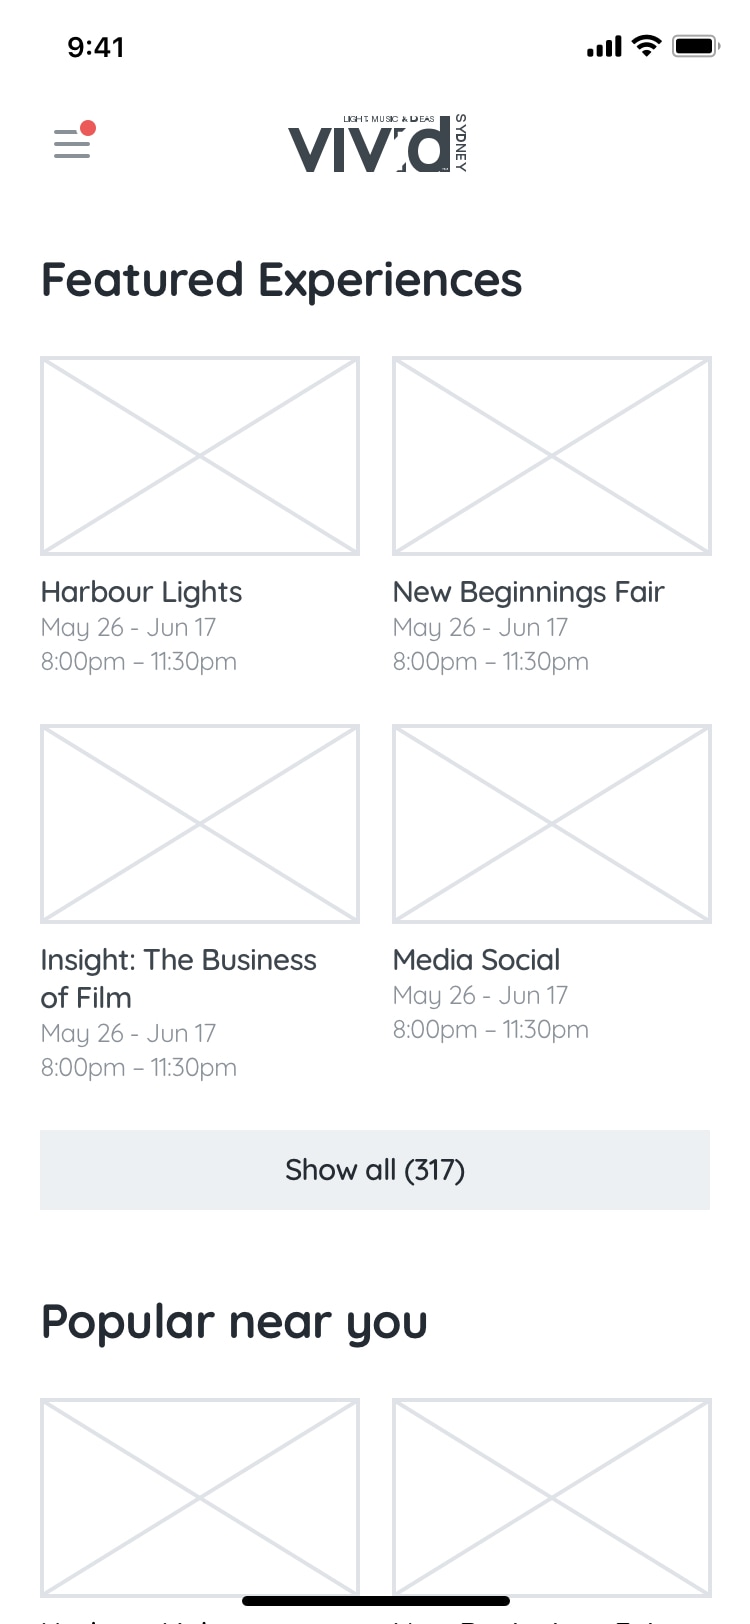 9:41
LIGHT, MUSIC & IDEAS
VIVID
SYDNEY
Featured Experiences
Harbour Lights
New Beginnings Fair
May 26 - Jun 17
May 26 - Jun 17
8:00pm – 11:30pm
8:00pm – 11:30pm
Insight: The Business
of Film
Media Social
May 26 - Jun 17
May 26 - Jun 17
8:00pm – 11:30pm
8:00pm – 11:30pm
Show all (317)
Popular near you